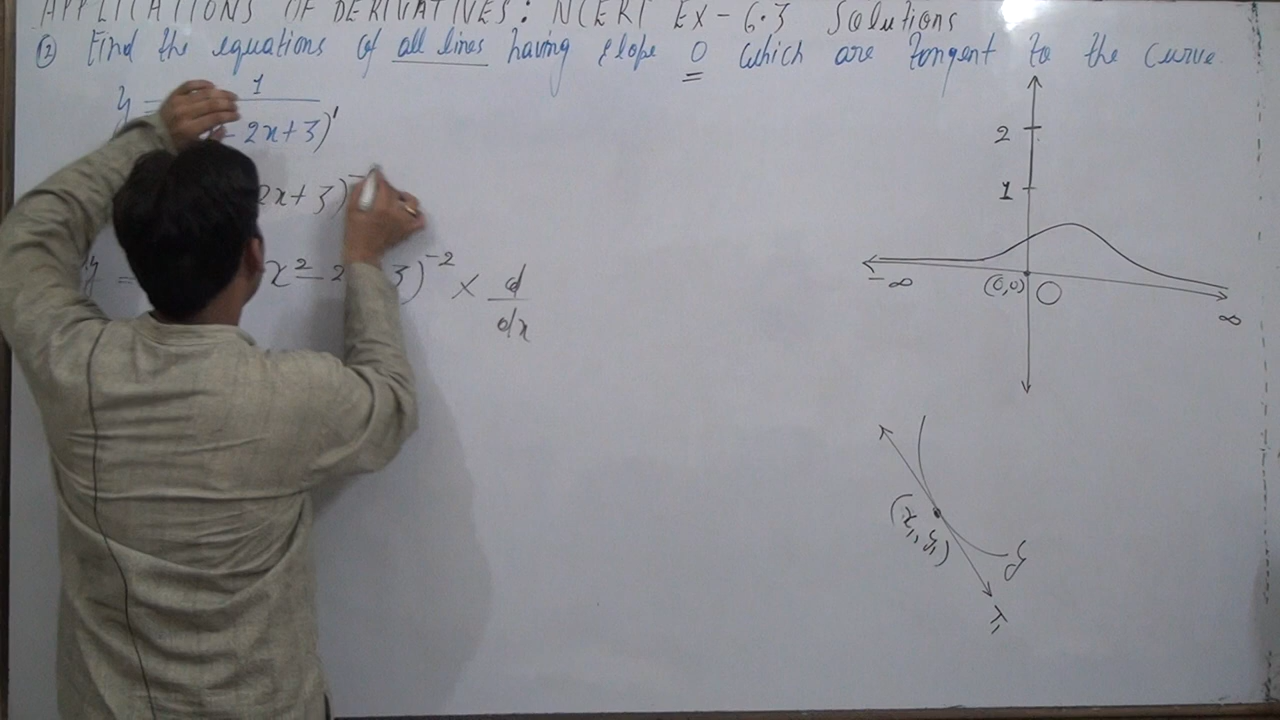 APPLICATIONS OF DERIVATIVES: NCERT EX-6.3 Solutions
(12) Find the equations of all lines having slope 0 which are tangent to the curve.
y = 1
- 2x+3)'
2x+3)⁻
= x² - 2 3)⁻² × d
dx
2
1
-∞
(0,0)
∞
(x₁, y₁)
y
T₁